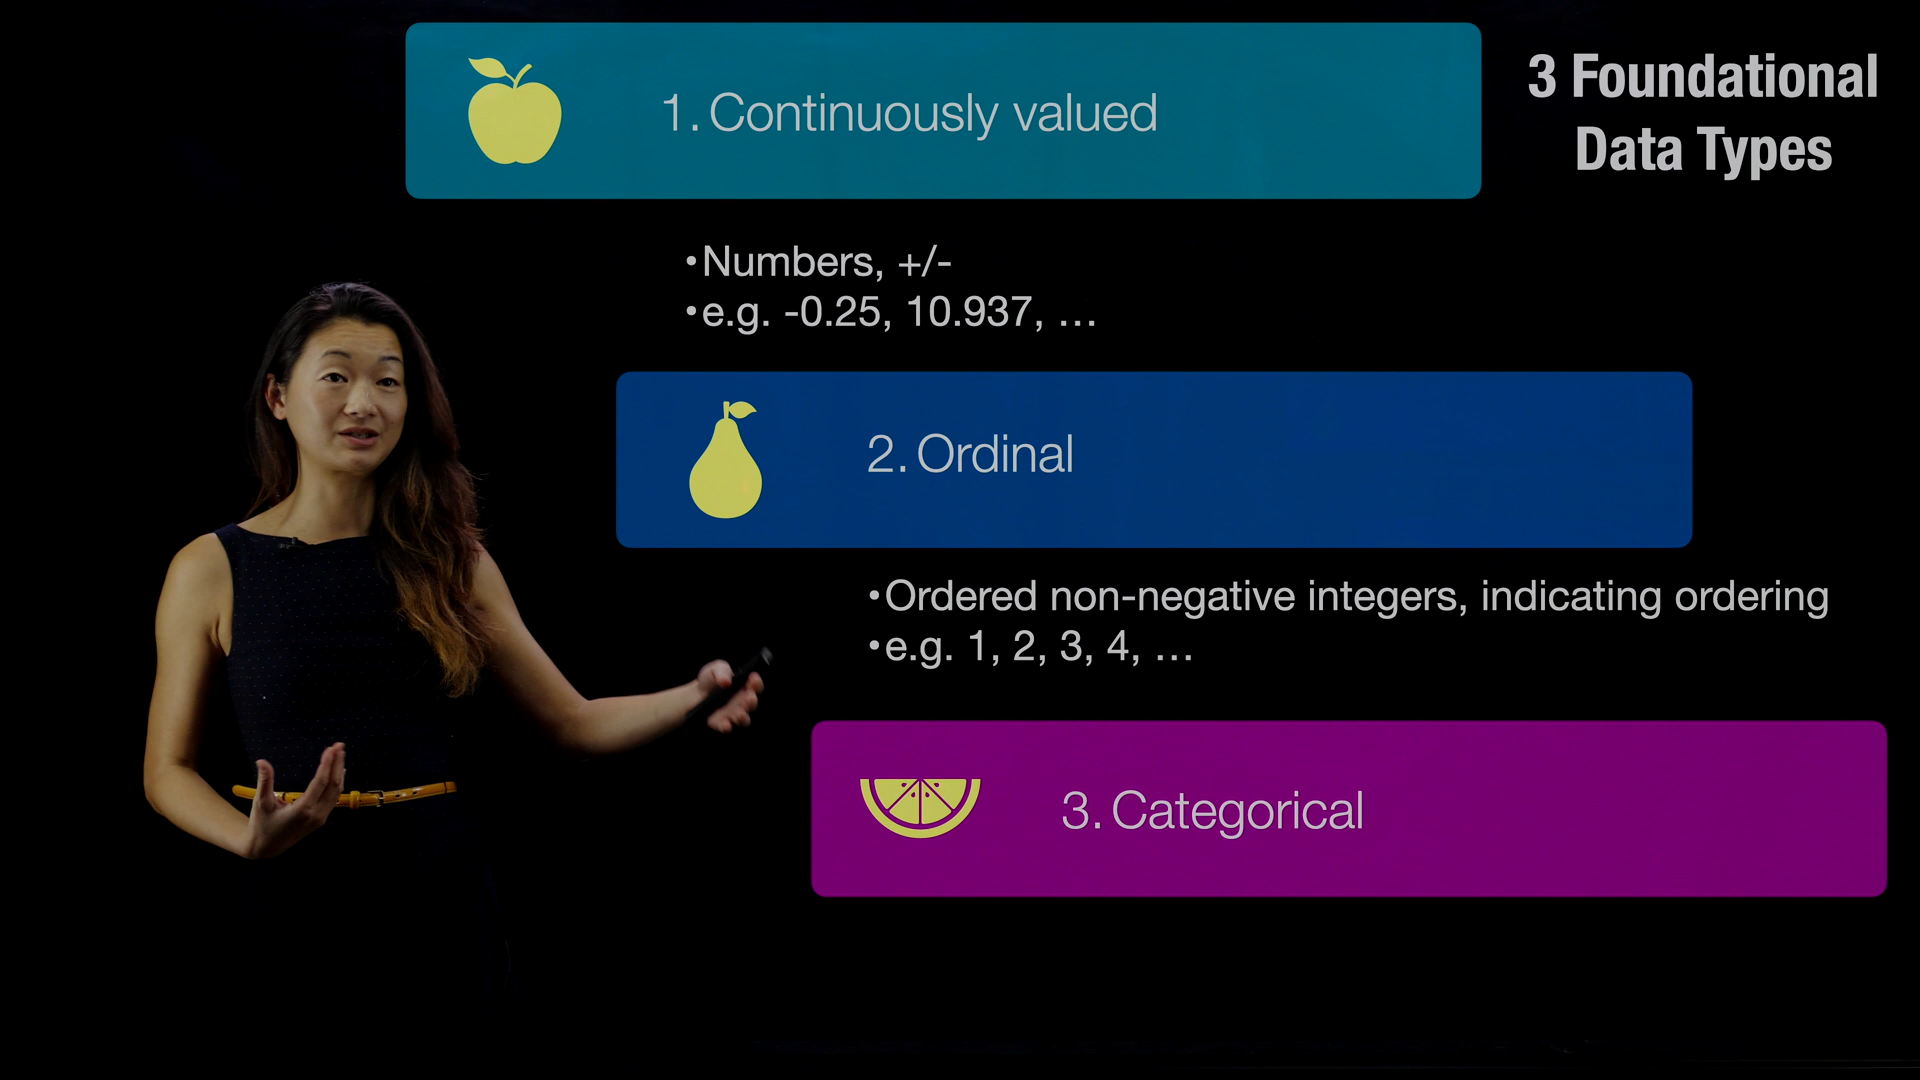 3 Foundational
Data Types
1. Continuously valued
•Numbers, +/-
•e.g. -0.25, 10.937, …
2. Ordinal
•Ordered non-negative integers, indicating ordering
•e.g. 1, 2, 3, 4, …
3. Categorical